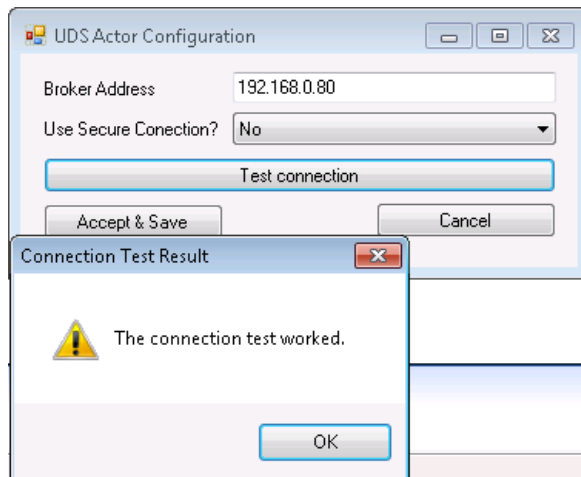 UDS Actor Configuration
Broker Address 192.168.0.80
Use Secure Conection? No
Test connection
Accept & Save Cancel
Connection Test Result
The connection test worked.
OK